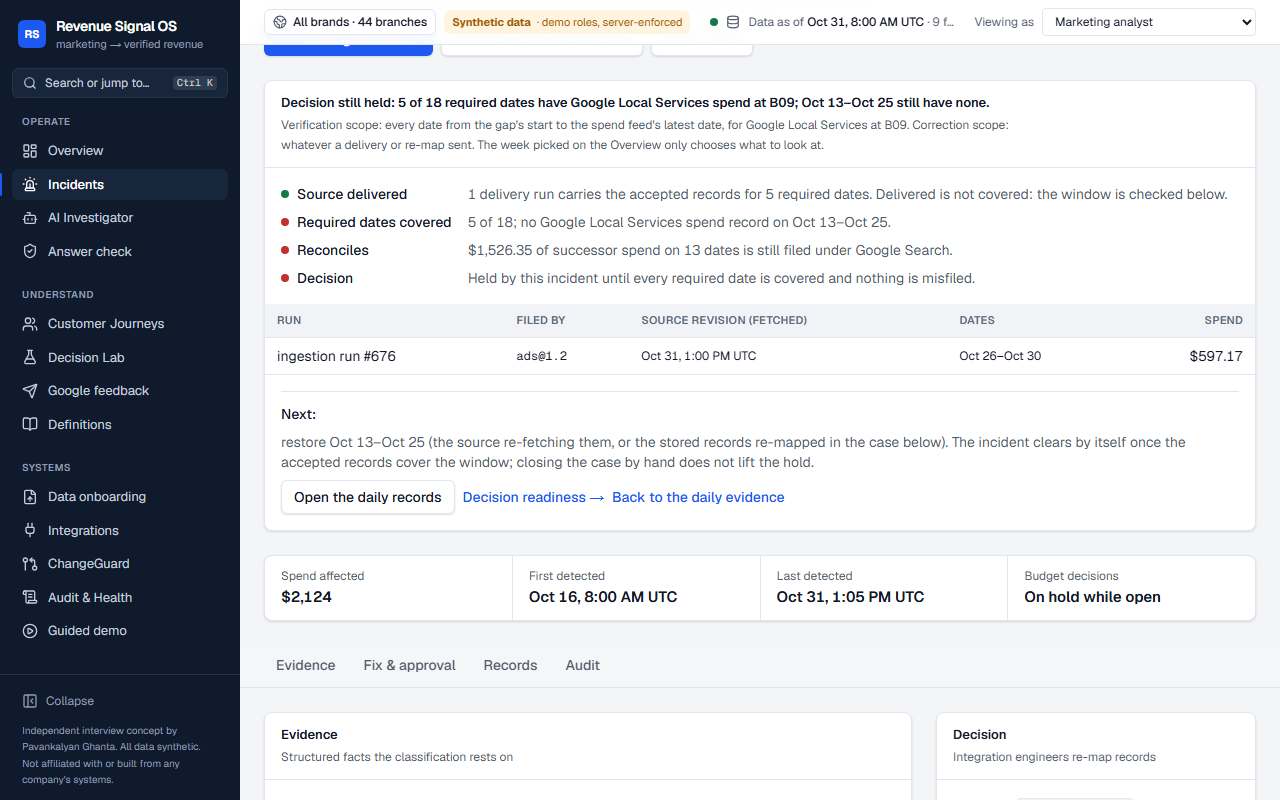 RS
Revenue Signal OS
marketing → verified revenue
Search or jump to...
Ctrl K
OPERATE
Overview
Incidents
AI Investigator
Answer check
UNDERSTAND
Customer Journeys
Decision Lab
Google feedback
Definitions
SYSTEMS
Data onboarding
Integrations
ChangeGuard
Audit & Health
Guided demo
Collapse
Independent interview concept by
Pavankalyan Ghanta. All data synthetic.
Not affiliated with or built from any
company's systems.
All brands · 44 branches
Synthetic data · demo roles, server-enforced
Data as of Oct 31, 8:00 AM UTC · 9 f...
Viewing as
Marketing analyst
Decision still held: 5 of 18 required dates have Google Local Services spend at B09; Oct 13–Oct 25 still have none.
Verification scope: every date from the gap's start to the spend feed's latest date, for Google Local Services at B09. Correction scope:
whatever a delivery or re-map sent. The week picked on the Overview only chooses what to look at.
Source delivered 1 delivery run carries the accepted records for 5 required dates. Delivered is not covered: the window is checked below.
Required dates covered 5 of 18; no Google Local Services spend record on Oct 13–Oct 25.
Reconciles $1,526.35 of successor spend on 13 dates is still filed under Google Search.
Decision Held by this incident until every required date is covered and nothing is misfiled.
RUN FILED BY SOURCE REVISION (FETCHED) DATES SPEND
ingestion run #676 ads@1.2 Oct 31, 1:00 PM UTC Oct 26–Oct 30 $597.17
Next:
restore Oct 13–Oct 25 (the source re-fetching them, or the stored records re-mapped in the case below). The incident clears by itself once the
accepted records cover the window; closing the case by hand does not lift the hold.
Open the daily records Decision readiness → Back to the daily evidence
Spend affected
$2,124
First detected
Oct 16, 8:00 AM UTC
Last detected
Oct 31, 1:05 PM UTC
Budget decisions
On hold while open
Evidence Fix & approval Records Audit
Evidence
Structured facts the classification rests on
Decision
Integration engineers re-map records